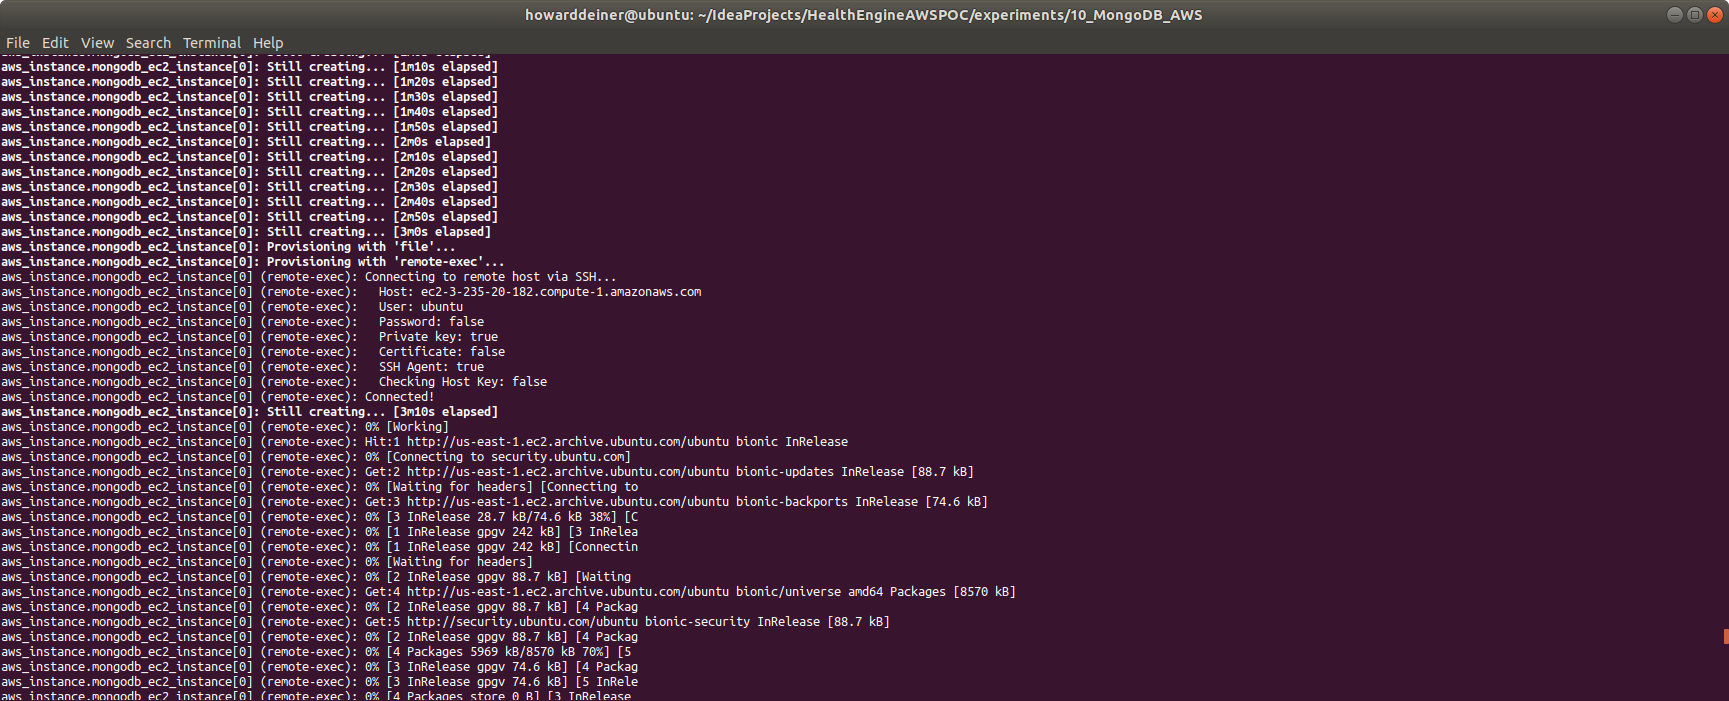 howarddeiner@ubuntu: ~/IdeaProjects/HealthEngineAWSPOC/experiments/10_MongoDB_AWS
File Edit View Search Terminal Help
aws_instance.mongodb_ec2_instance[0]: Still creating... [1m10s elapsed]
aws_instance.mongodb_ec2_instance[0]: Still creating... [1m20s elapsed]
aws_instance.mongodb_ec2_instance[0]: Still creating... [1m30s elapsed]
aws_instance.mongodb_ec2_instance[0]: Still creating... [1m40s elapsed]
aws_instance.mongodb_ec2_instance[0]: Still creating... [1m50s elapsed]
aws_instance.mongodb_ec2_instance[0]: Still creating... [2m0s elapsed]
aws_instance.mongodb_ec2_instance[0]: Still creating... [2m10s elapsed]
aws_instance.mongodb_ec2_instance[0]: Still creating... [2m20s elapsed]
aws_instance.mongodb_ec2_instance[0]: Still creating... [2m30s elapsed]
aws_instance.mongodb_ec2_instance[0]: Still creating... [2m40s elapsed]
aws_instance.mongodb_ec2_instance[0]: Still creating... [2m50s elapsed]
aws_instance.mongodb_ec2_instance[0]: Still creating... [3m0s elapsed]
aws_instance.mongodb_ec2_instance[0]: Provisioning with 'file'...
aws_instance.mongodb_ec2_instance[0]: Provisioning with 'remote-exec'...
aws_instance.mongodb_ec2_instance[0] (remote-exec): Connecting to remote host via SSH...
aws_instance.mongodb_ec2_instance[0] (remote-exec):   Host: ec2-3-235-20-182.compute-1.amazonaws.com
aws_instance.mongodb_ec2_instance[0] (remote-exec):   User: ubuntu
aws_instance.mongodb_ec2_instance[0] (remote-exec):   Password: false
aws_instance.mongodb_ec2_instance[0] (remote-exec):   Private key: true
aws_instance.mongodb_ec2_instance[0] (remote-exec):   Certificate: false
aws_instance.mongodb_ec2_instance[0] (remote-exec):   SSH Agent: true
aws_instance.mongodb_ec2_instance[0] (remote-exec):   Checking Host Key: false
aws_instance.mongodb_ec2_instance[0] (remote-exec): Connected!
aws_instance.mongodb_ec2_instance[0]: Still creating... [3m10s elapsed]
aws_instance.mongodb_ec2_instance[0] (remote-exec): 0% [Working]
aws_instance.mongodb_ec2_instance[0] (remote-exec): Hit:1 http://us-east-1.ec2.archive.ubuntu.com/ubuntu bionic InRelease
aws_instance.mongodb_ec2_instance[0] (remote-exec): 0% [Connecting to security.ubuntu.com]
aws_instance.mongodb_ec2_instance[0] (remote-exec): Get:2 http://us-east-1.ec2.archive.ubuntu.com/ubuntu bionic-updates InRelease [88.7 kB]
aws_instance.mongodb_ec2_instance[0] (remote-exec): 0% [Waiting for headers] [Connecting to
aws_instance.mongodb_ec2_instance[0] (remote-exec): Get:3 http://us-east-1.ec2.archive.ubuntu.com/ubuntu bionic-backports InRelease [74.6 kB]
aws_instance.mongodb_ec2_instance[0] (remote-exec): 0% [3 InRelease 28.7 kB/74.6 kB 38%] [C
aws_instance.mongodb_ec2_instance[0] (remote-exec): 0% [1 InRelease gpgv 242 kB] [3 InRelea
aws_instance.mongodb_ec2_instance[0] (remote-exec): 0% [1 InRelease gpgv 242 kB] [Connectin
aws_instance.mongodb_ec2_instance[0] (remote-exec): 0% [Waiting for headers]
aws_instance.mongodb_ec2_instance[0] (remote-exec): 0% [2 InRelease gpgv 88.7 kB] [Waiting
aws_instance.mongodb_ec2_instance[0] (remote-exec): Get:4 http://us-east-1.ec2.archive.ubuntu.com/ubuntu bionic/universe amd64 Packages [8570 kB]
aws_instance.mongodb_ec2_instance[0] (remote-exec): 0% [2 InRelease gpgv 88.7 kB] [4 Packag
aws_instance.mongodb_ec2_instance[0] (remote-exec): Get:5 http://security.ubuntu.com/ubuntu bionic-security InRelease [88.7 kB]
aws_instance.mongodb_ec2_instance[0] (remote-exec): 0% [2 InRelease gpgv 88.7 kB] [4 Packag
aws_instance.mongodb_ec2_instance[0] (remote-exec): 0% [4 Packages 5969 kB/8570 kB 70%] [5
aws_instance.mongodb_ec2_instance[0] (remote-exec): 0% [3 InRelease gpgv 74.6 kB] [4 Packag
aws_instance.mongodb_ec2_instance[0] (remote-exec): 0% [3 InRelease gpgv 74.6 kB] [5 InRele
aws_instance.mongodb_ec2_instance[0] (remote-exec): 0% [4 Packages store 0 B] [3 InRelease